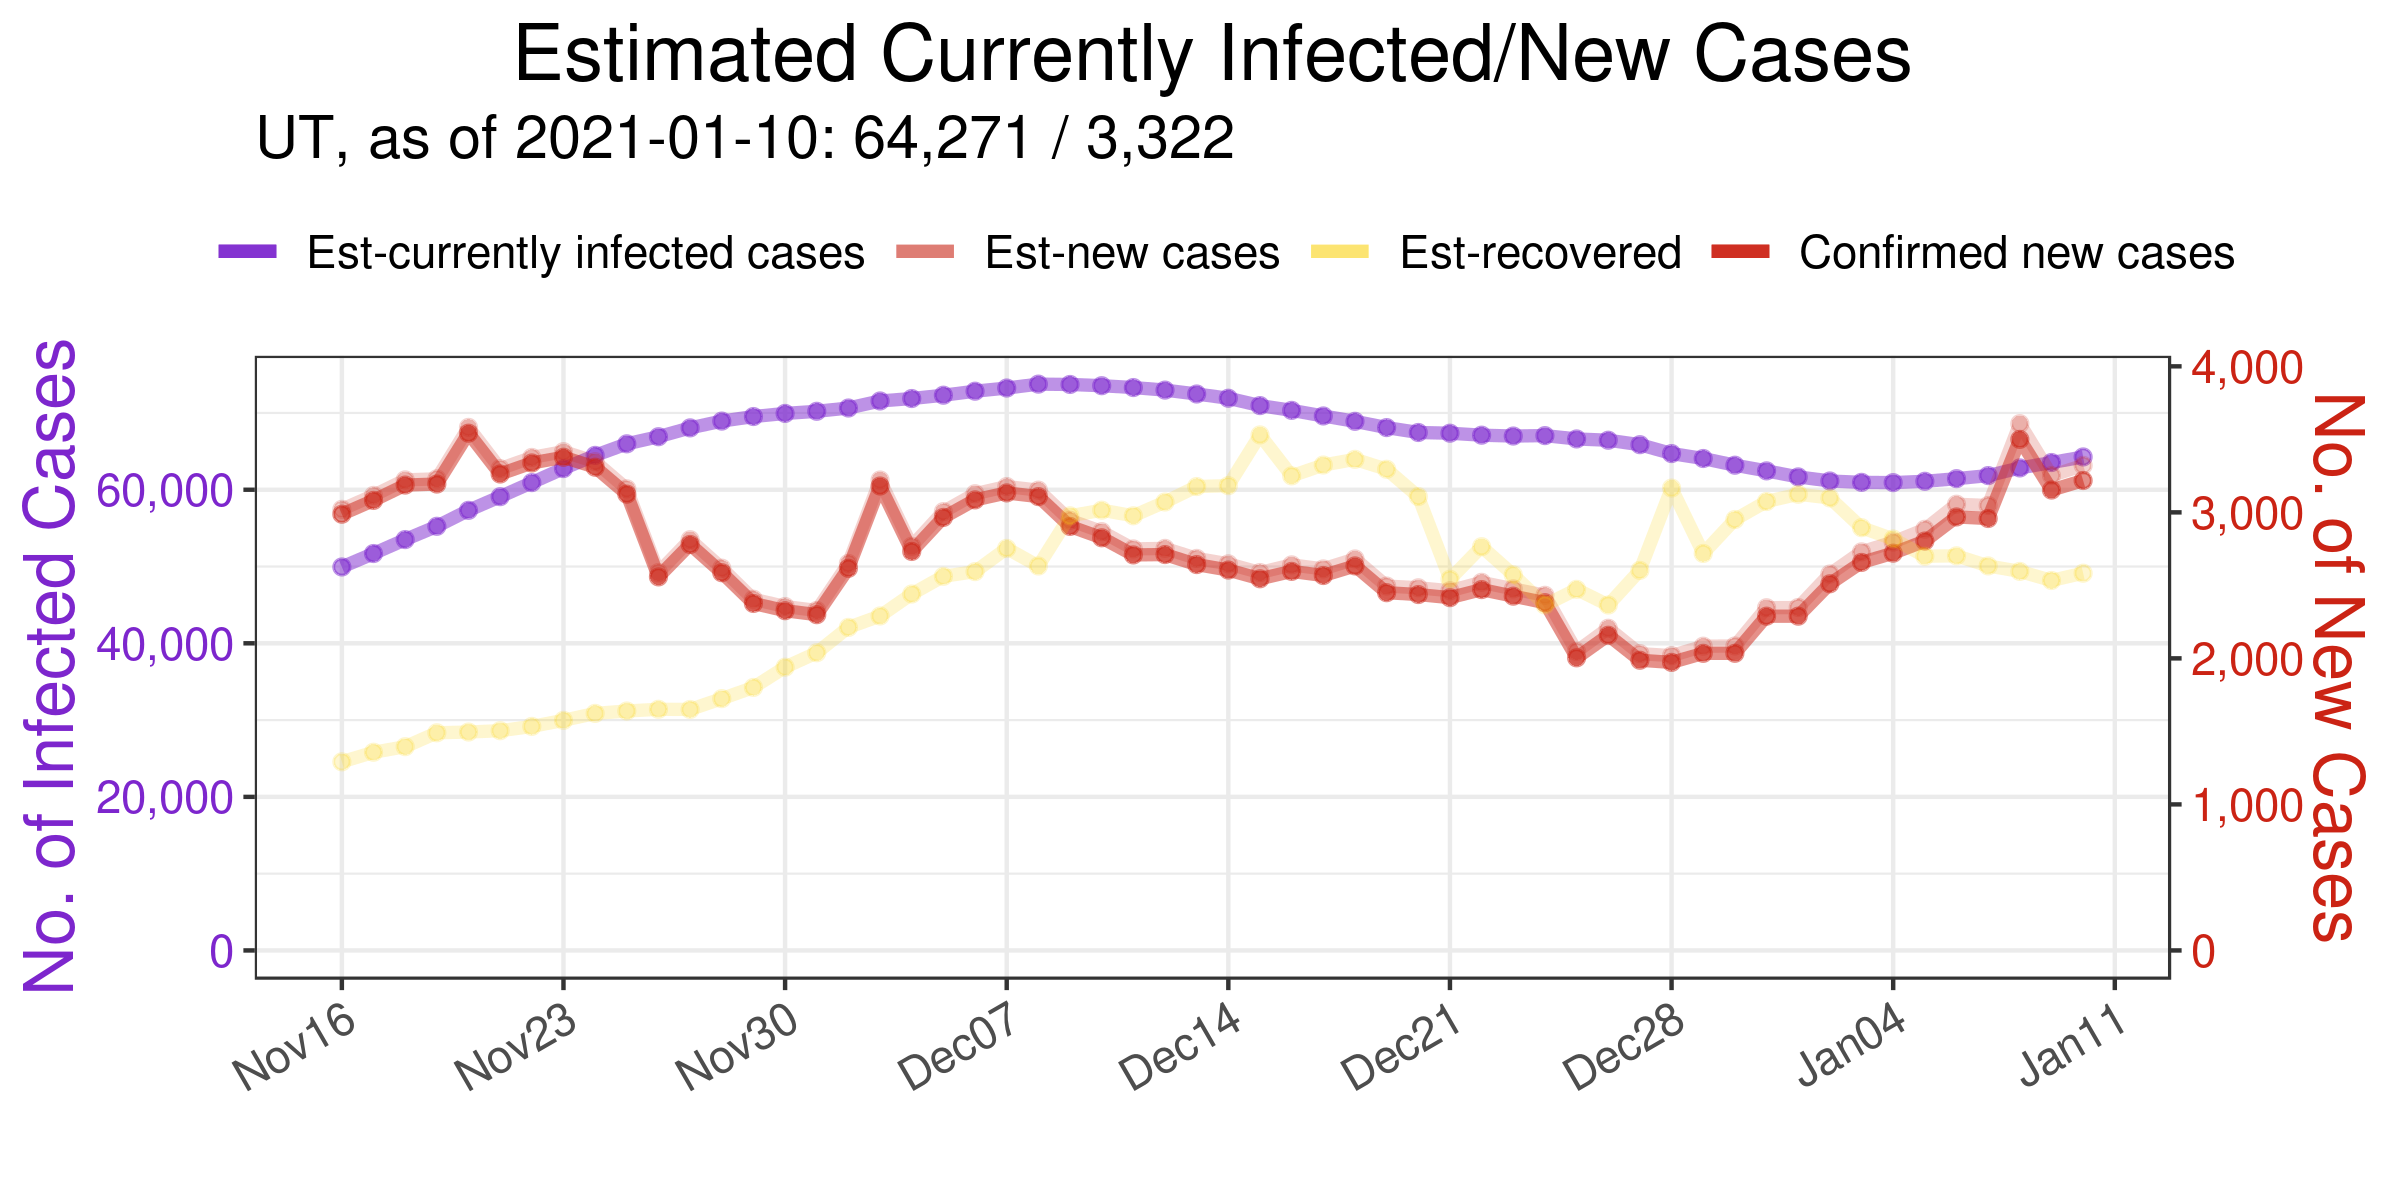 Estimated Currently Infected/New Cases
UT, as of 2021-01-10: 64,271 / 3,322
Est-currently infected cases Est-new cases Est-recovered Confirmed new cases
No. of Infected Cases
60,000
40,000
20,000
0
4,000
3,000
2,000
1,000
0
No. of New Cases
Nov16 Nov23 Nov30 Dec07 Dec14 Dec21 Dec28 Jan04 Jan11